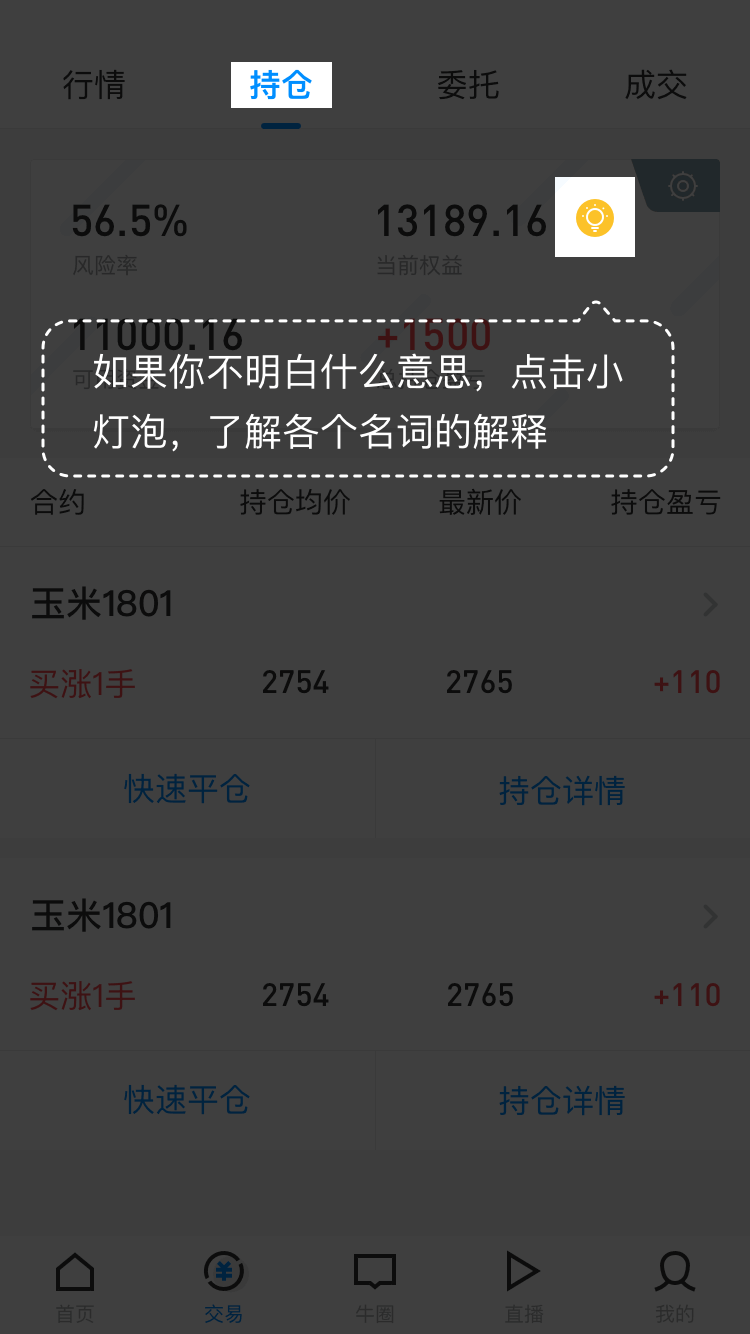 行情 持仓 委托 成交
56.5% 13189.16
风险率 当前权益
11000.16 +1500
如果你不明白什么意思，点击小
灯泡，了解各个名词的解释
合约 持仓均价 最新价 持仓盈亏
玉米1801
买涨1手 2754 2765 +110
快速平仓 持仓详情
玉米1801
买涨1手 2754 2765 +110
快速平仓 持仓详情
首页 交易 牛圈 直播 我的